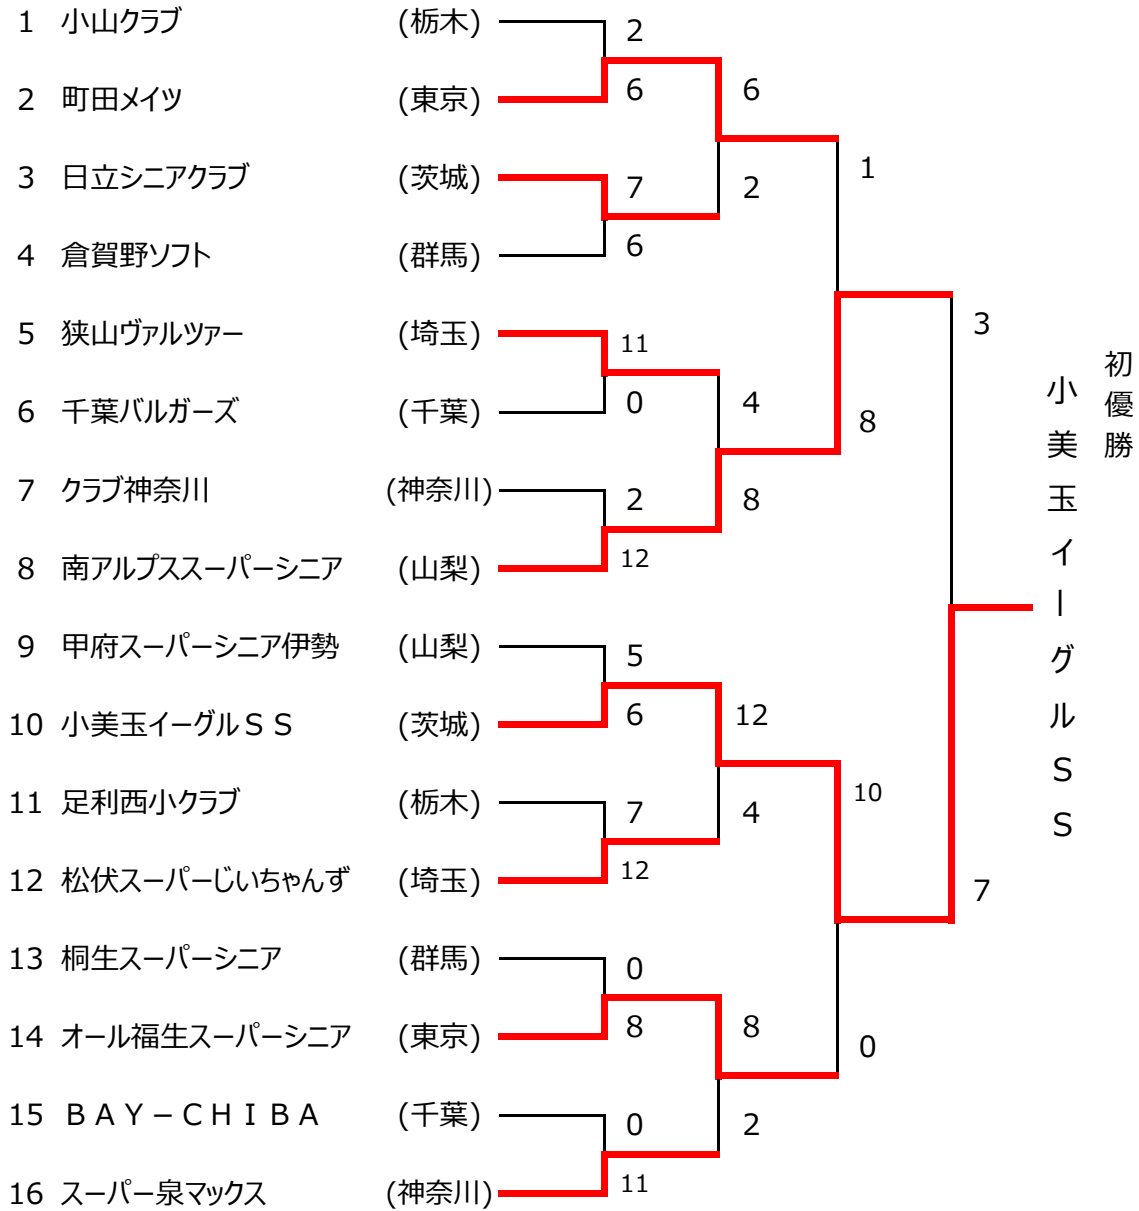 1 小山クラブ (栃木)
2
6
2 町田メイツ (東京)
6
3 日立シニアクラブ (茨城)
7
2
1
4 倉賀野ソフト (群馬)
6
5 狭山ヴァルツァー (埼玉)
11
3
6 千葉バルガーズ (千葉)
0
4
8
7 クラブ神奈川 (神奈川)
2
8
8 南アルプススーパーシニア (山梨)
12
初優勝
小美玉イーグルSS
9 甲府スーパーシニア伊勢 (山梨)
5
10 小美玉イーグルSS (茨城)
6
12
11 足利西小クラブ (栃木)
7
4
10
12 松伏スーパーじいちゃんず (埼玉)
12
7
13 桐生スーパーシニア (群馬)
0
14 オール福生スーパーシニア (東京)
8
8
0
15 BAY－CHIBA (千葉)
0
2
16 スーパー泉マックス (神奈川)
11